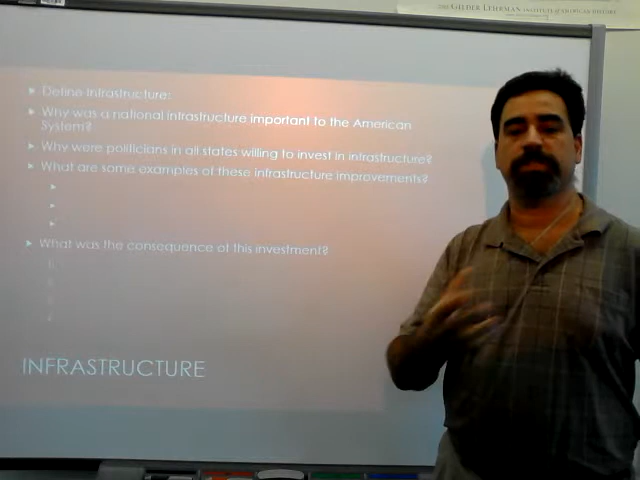 THE GILDER LEHRMAN INSTITUTE of AMERICAN HISTORY
Define Infrastructure:
Why was a national infrastructure important to the American
System?
Why were politicians in all states willing to invest in infrastructure?
What are some examples of these infrastructure improvements?
What was the consequence of this investment?
INFRASTRUCTURE